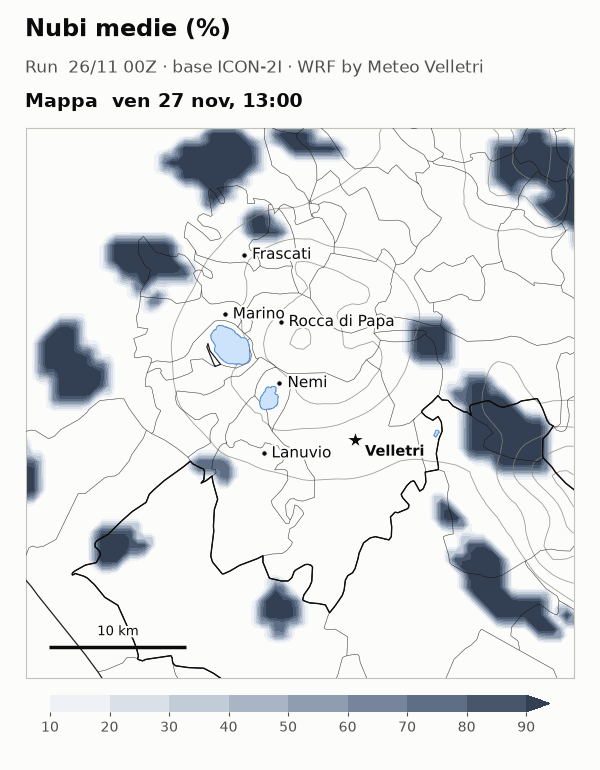 Nubi medie (%)
Run  26/11 00Z · base ICON-2I · WRF by Meteo Velletri
Mappa  ven 27 nov, 13:00
Frascati
Marino
Rocca di Papa
Nemi
Velletri
Lanuvio
10 km
10 20 30 40 50 60 70 80 90